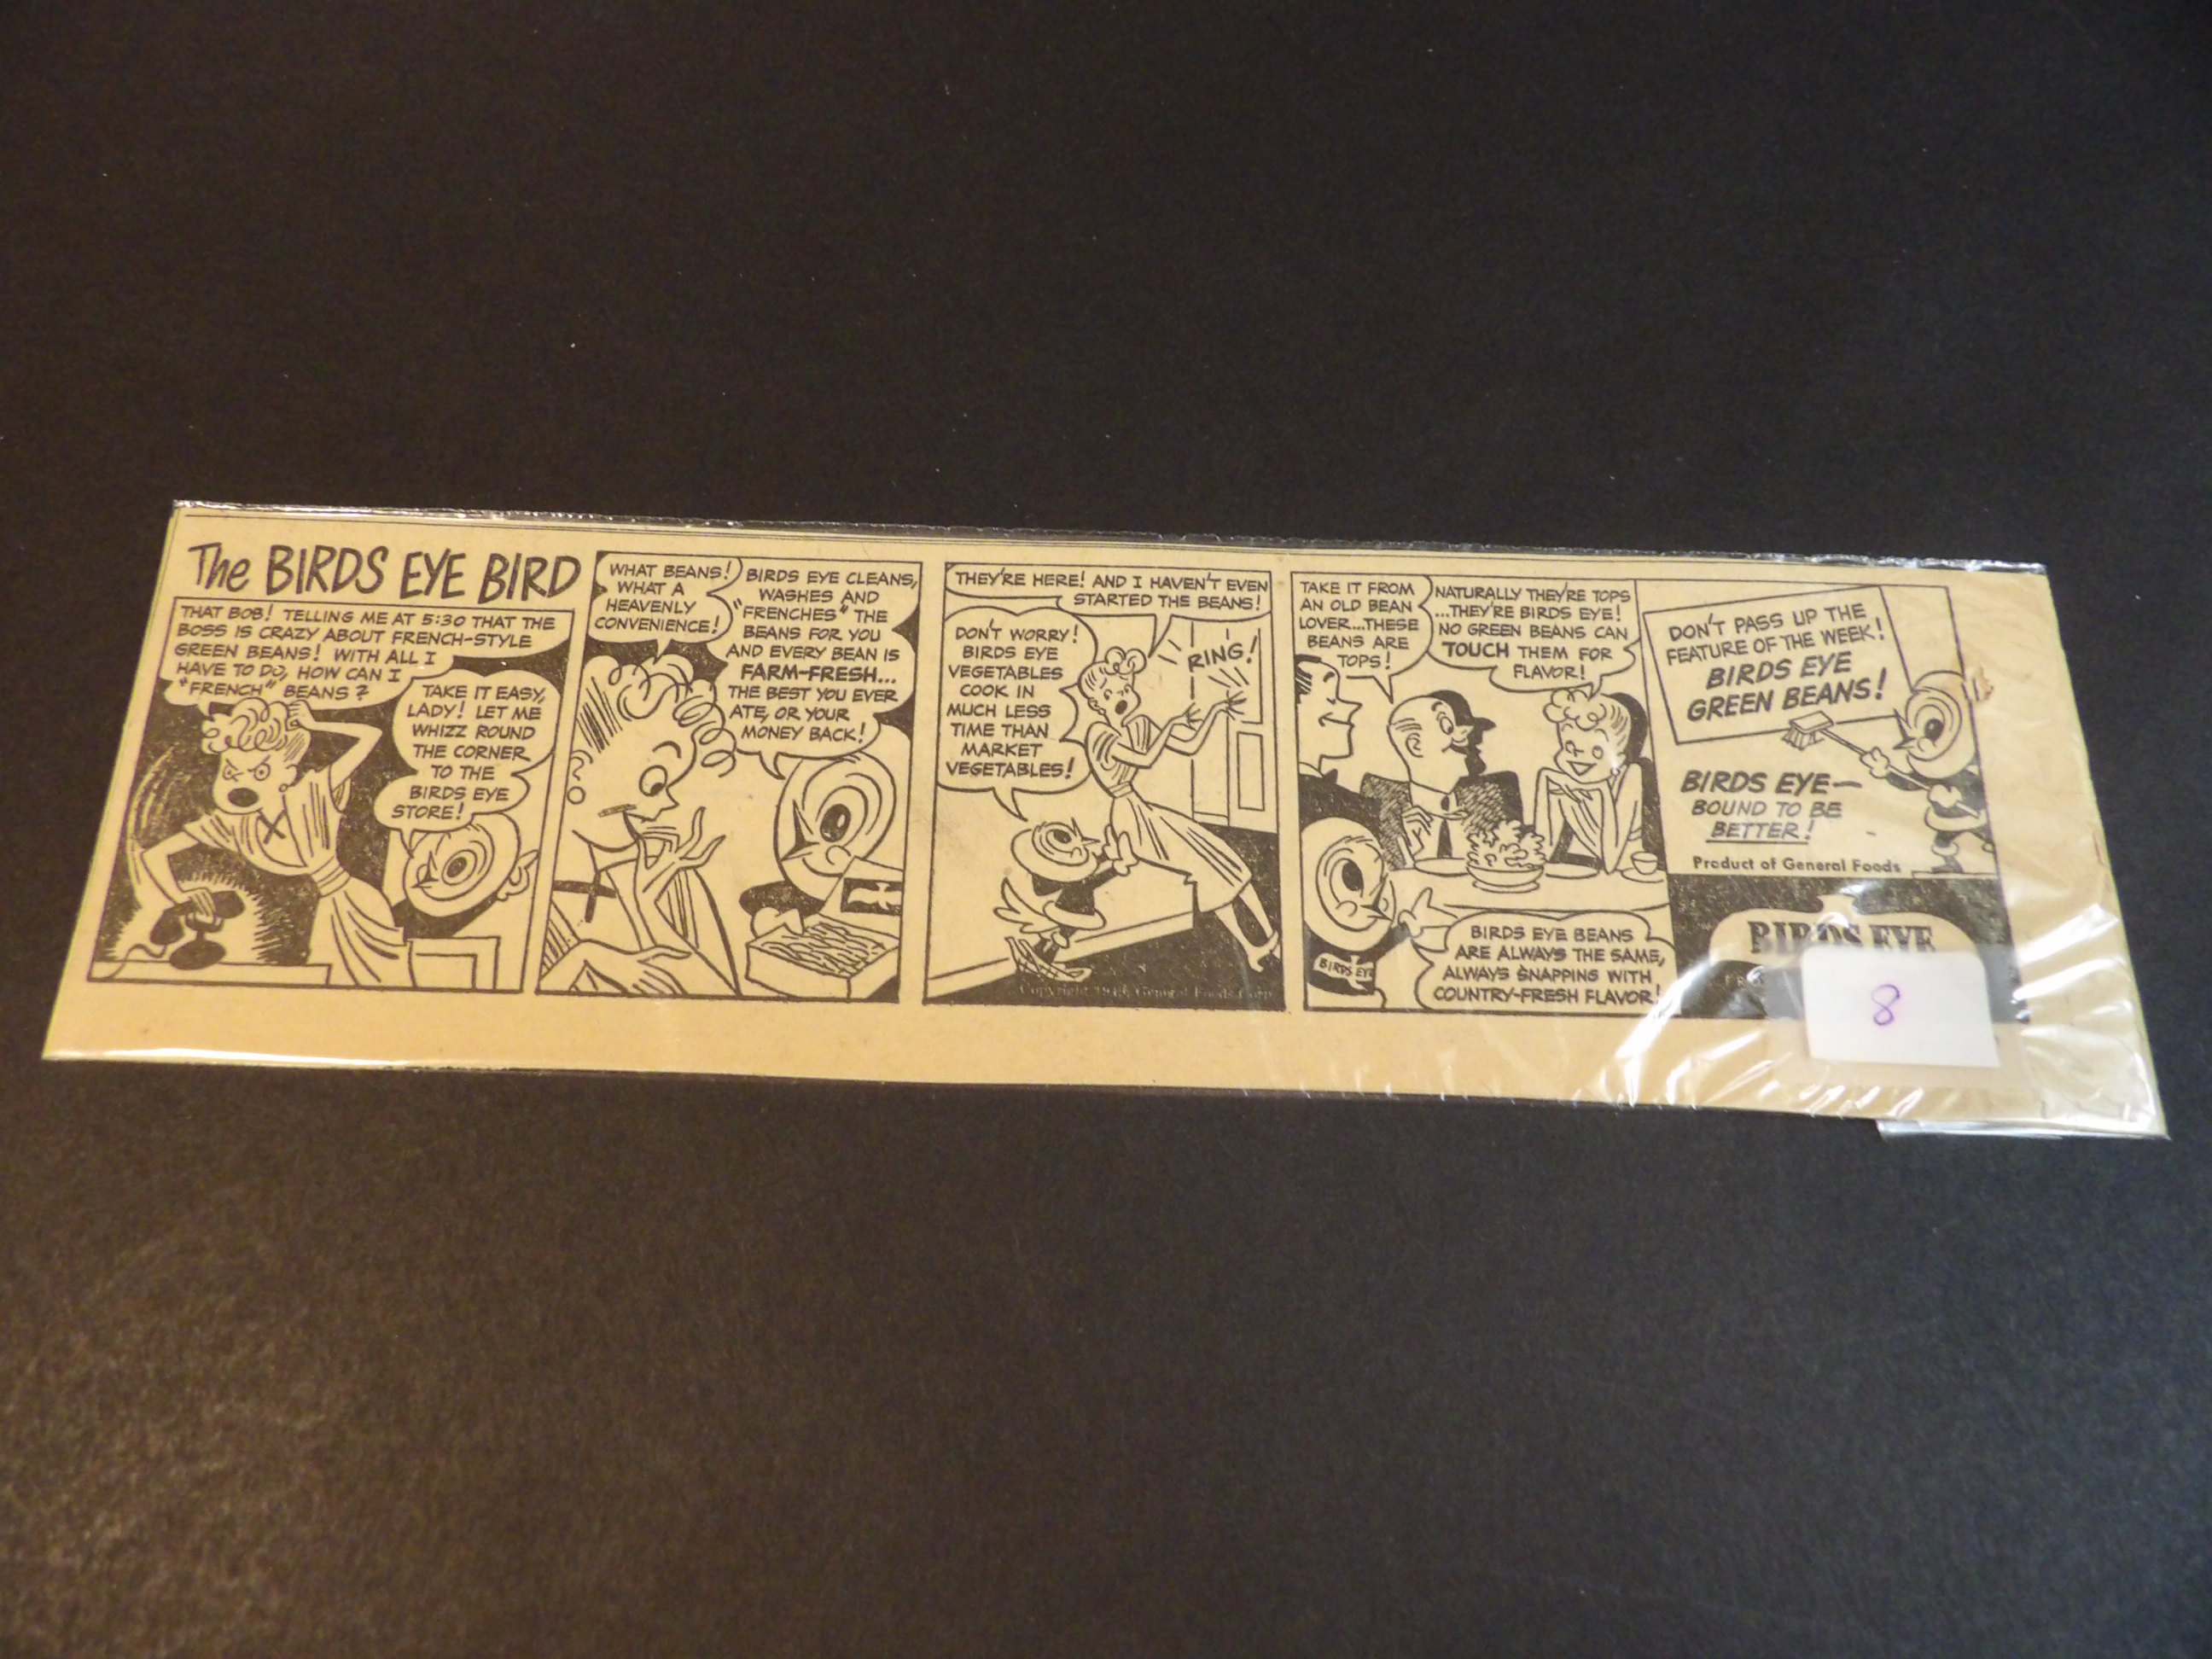 The BIRDS EYE BIRD
THAT BOB! TELLING ME AT 5:30 THAT THE
BOSS IS CRAZY ABOUT FRENCH-STYLE
GREEN BEANS! WITH ALL I
HAVE TO DO, HOW CAN I
"FRENCH" BEANS?
TAKE IT EASY,
LADY! LET ME
WHIZZ ROUND
THE CORNER
TO THE
BIRDS EYE
STORE!
WHAT BEANS!
WHAT A
HEAVENLY
CONVENIENCE!
BIRDS EYE CLEANS,
WASHES AND
"FRENCHES" THE
BEANS FOR YOU
AND EVERY BEAN IS
FARM-FRESH...
THE BEST YOU EVER
ATE, OR YOUR
MONEY BACK!
THEY'RE HERE! AND I HAVEN'T EVEN
STARTED THE BEANS!
DON'T WORRY!
BIRDS EYE
VEGETABLES
COOK IN
MUCH LESS
TIME THAN
MARKET
VEGETABLES!
RING!
Copyright General Foods Corp.
TAKE IT FROM
AN OLD BEAN
LOVER...THESE
BEANS ARE
TOPS!
NATURALLY THEY'RE TOPS
...THEY'RE BIRDS EYE!
NO GREEN BEANS CAN
TOUCH THEM FOR
FLAVOR!
BIRDS EYE
BIRDS EYE BEANS
ARE ALWAYS THE SAME,
ALWAYS SNAPPING WITH
COUNTRY-FRESH FLAVOR!
DON'T PASS UP THE
FEATURE OF THE WEEK!
BIRDS EYE
GREEN BEANS!
BIRDS EYE—
BOUND TO BE
BETTER!
Product of General Foods
BIRDS EYE
8